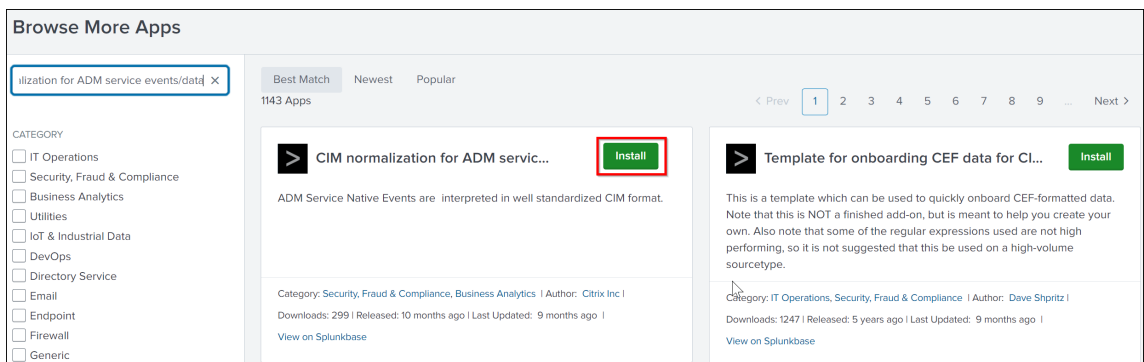 Browse More Apps
ilization for ADM service events/data ×
Best Match Newest Popular
1143 Apps
< Prev 1 2 3 4 5 6 7 8 9 ... Next >
CATEGORY
IT Operations
Security, Fraud & Compliance
Business Analytics
Utilities
IoT & Industrial Data
DevOps
Directory Service
Email
Endpoint
Firewall
Generic
CIM normalization for ADM servic...
Install
ADM Service Native Events are interpreted in well standardized CIM format.
Category: Security, Fraud & Compliance, Business Analytics | Author: Citrix Inc |
Downloads: 299 | Released: 10 months ago | Last Updated: 9 months ago |
View on Splunkbase
Template for onboarding CEF data for CI...
Install
This is a template which can be used to quickly onboard CEF-formatted data.
Note that this is NOT a finished add-on, but is meant to help you create your
own. Also note that some of the regular expressions used are not high
performing, so it is not suggested that this be used on a high-volume
sourcetype.
Category: IT Operations, Security, Fraud & Compliance | Author: Dave Shpritz |
Downloads: 1247 | Released: 5 years ago | Last Updated: 9 months ago |
View on Splunkbase